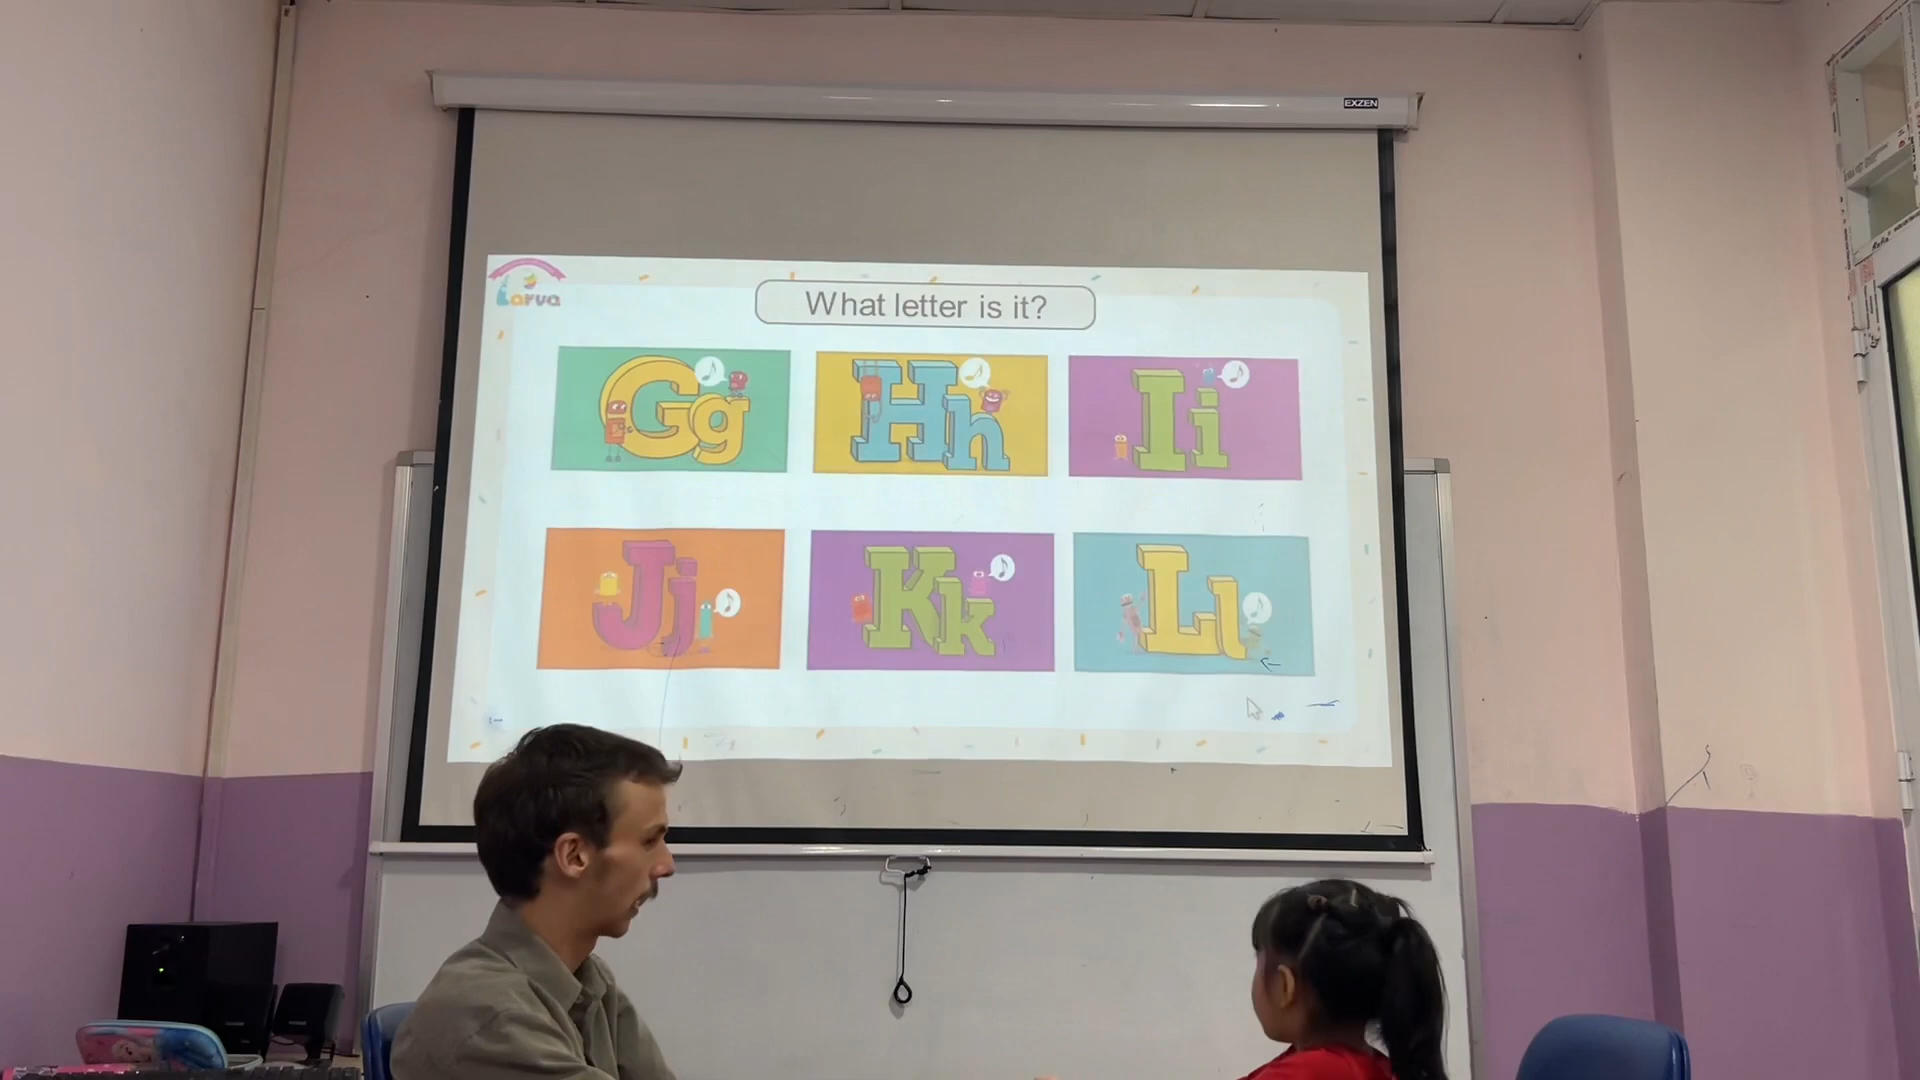 EXZEN
Larva
What letter is it?
Gg
Hh
Ii
Jj
Kk
Ll